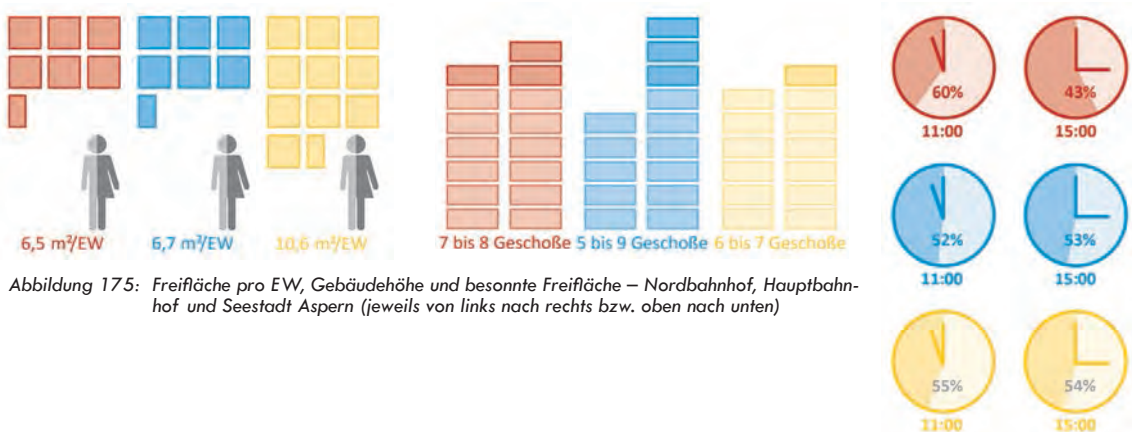 6,5 m²/EW 6,7 m²/EW 10,6 m²/EW
7 bis 8 Geschoße 5 bis 9 Geschoße 6 bis 7 Geschoße
Abbildung 175: Freifläche pro EW, Gebäudehöhe und besonnte Freifläche – Nordbahnhof, Hauptbahn-
hof und Seestadt Aspern (jeweils von links nach rechts bzw. oben nach unten)
60% 43%
11:00 15:00
52% 53%
11:00 15:00
55% 54%
11:00 15:00